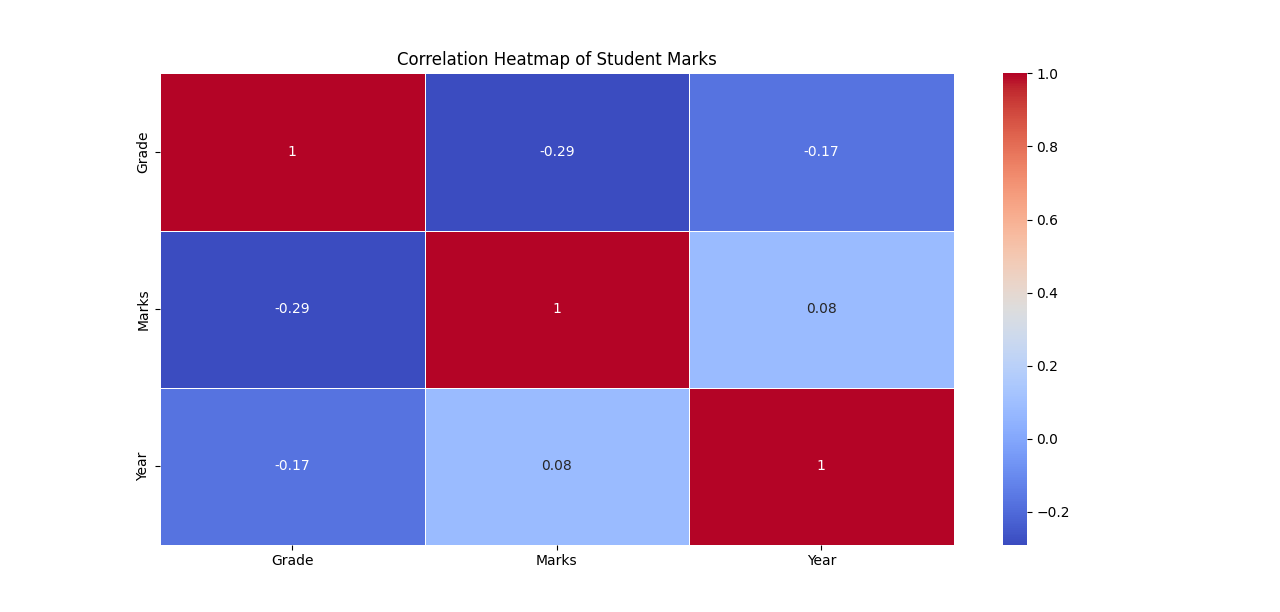 Correlation Heatmap of Student Marks
Grade
1
-0.29
-0.17
Marks
-0.29
1
0.08
Year
-0.17
0.08
1
Grade
Marks
Year
1.0
0.8
0.6
0.4
0.2
0.0
−0.2